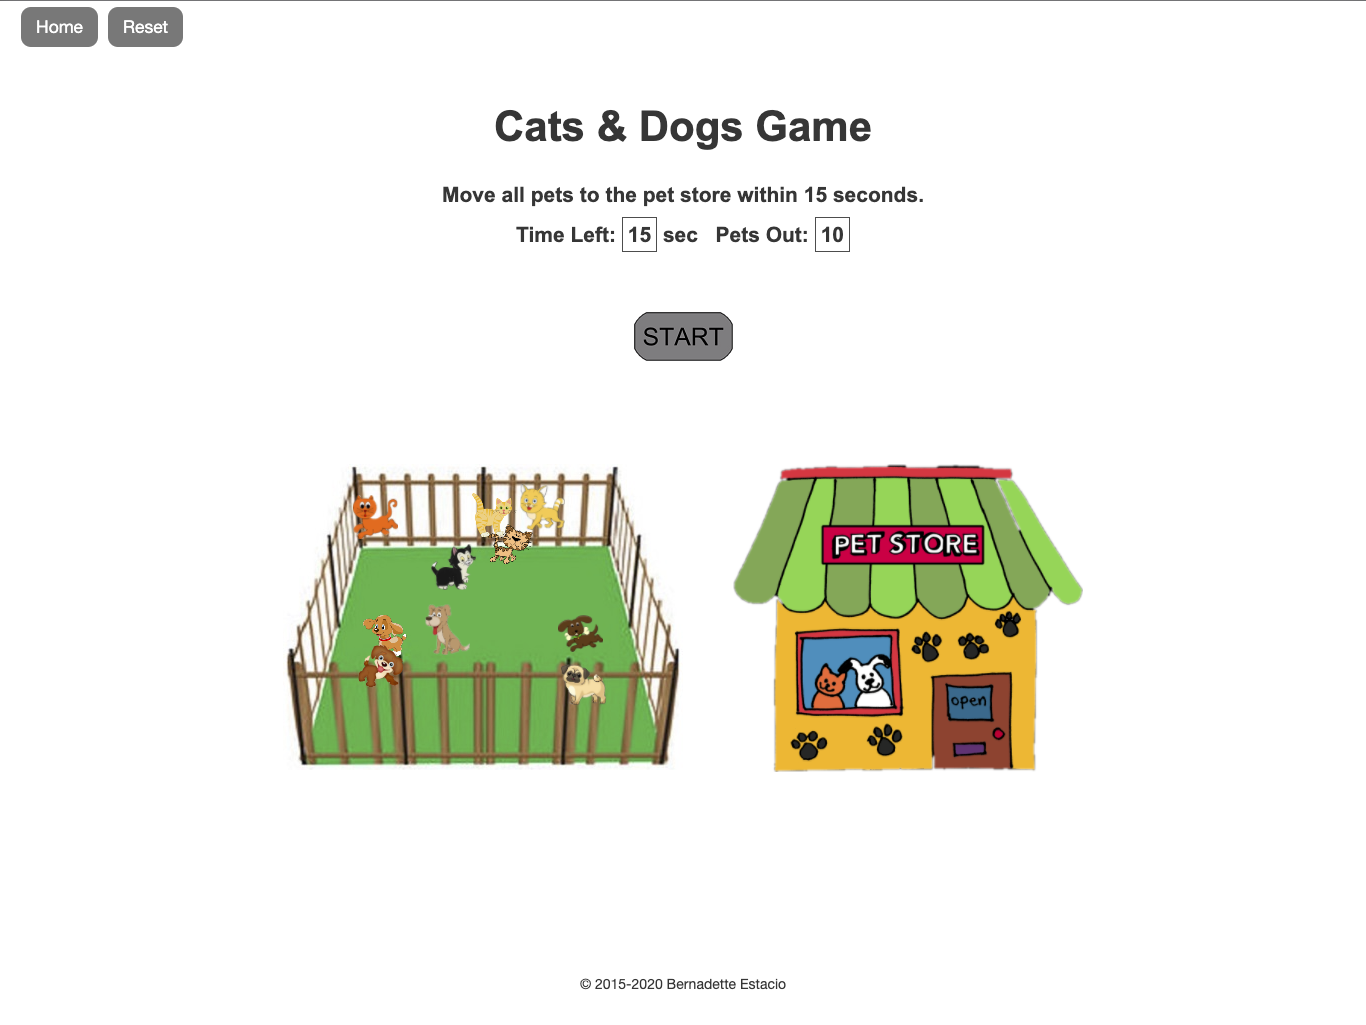 Home Reset
Cats & Dogs Game
Move all pets to the pet store within 15 seconds.
Time Left: 15 sec Pets Out: 10
START
PET STORE
open
© 2015-2020 Bernadette Estacio